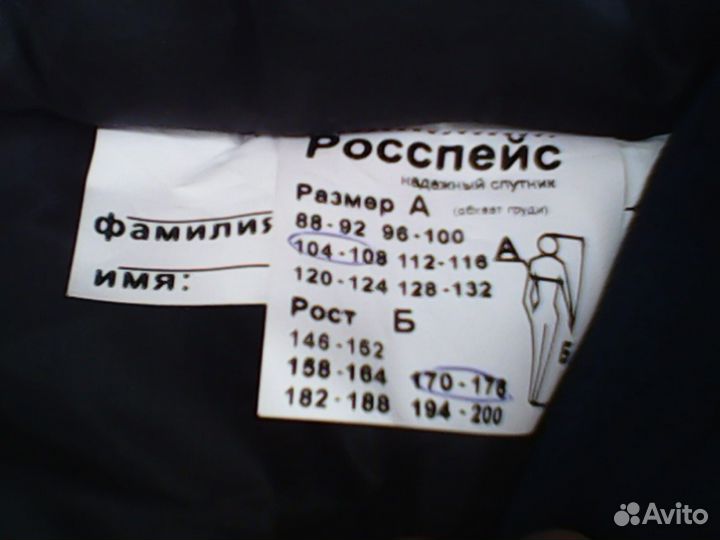 Росспейс
надежный спутник
Размер А (обхват груди)
88-92 96-100
104-108 112-116
120-124 128-132
Рост Б
146-152
158-164 170-176
182-188 194-200
А
Б
фамилия
имя:
Avito